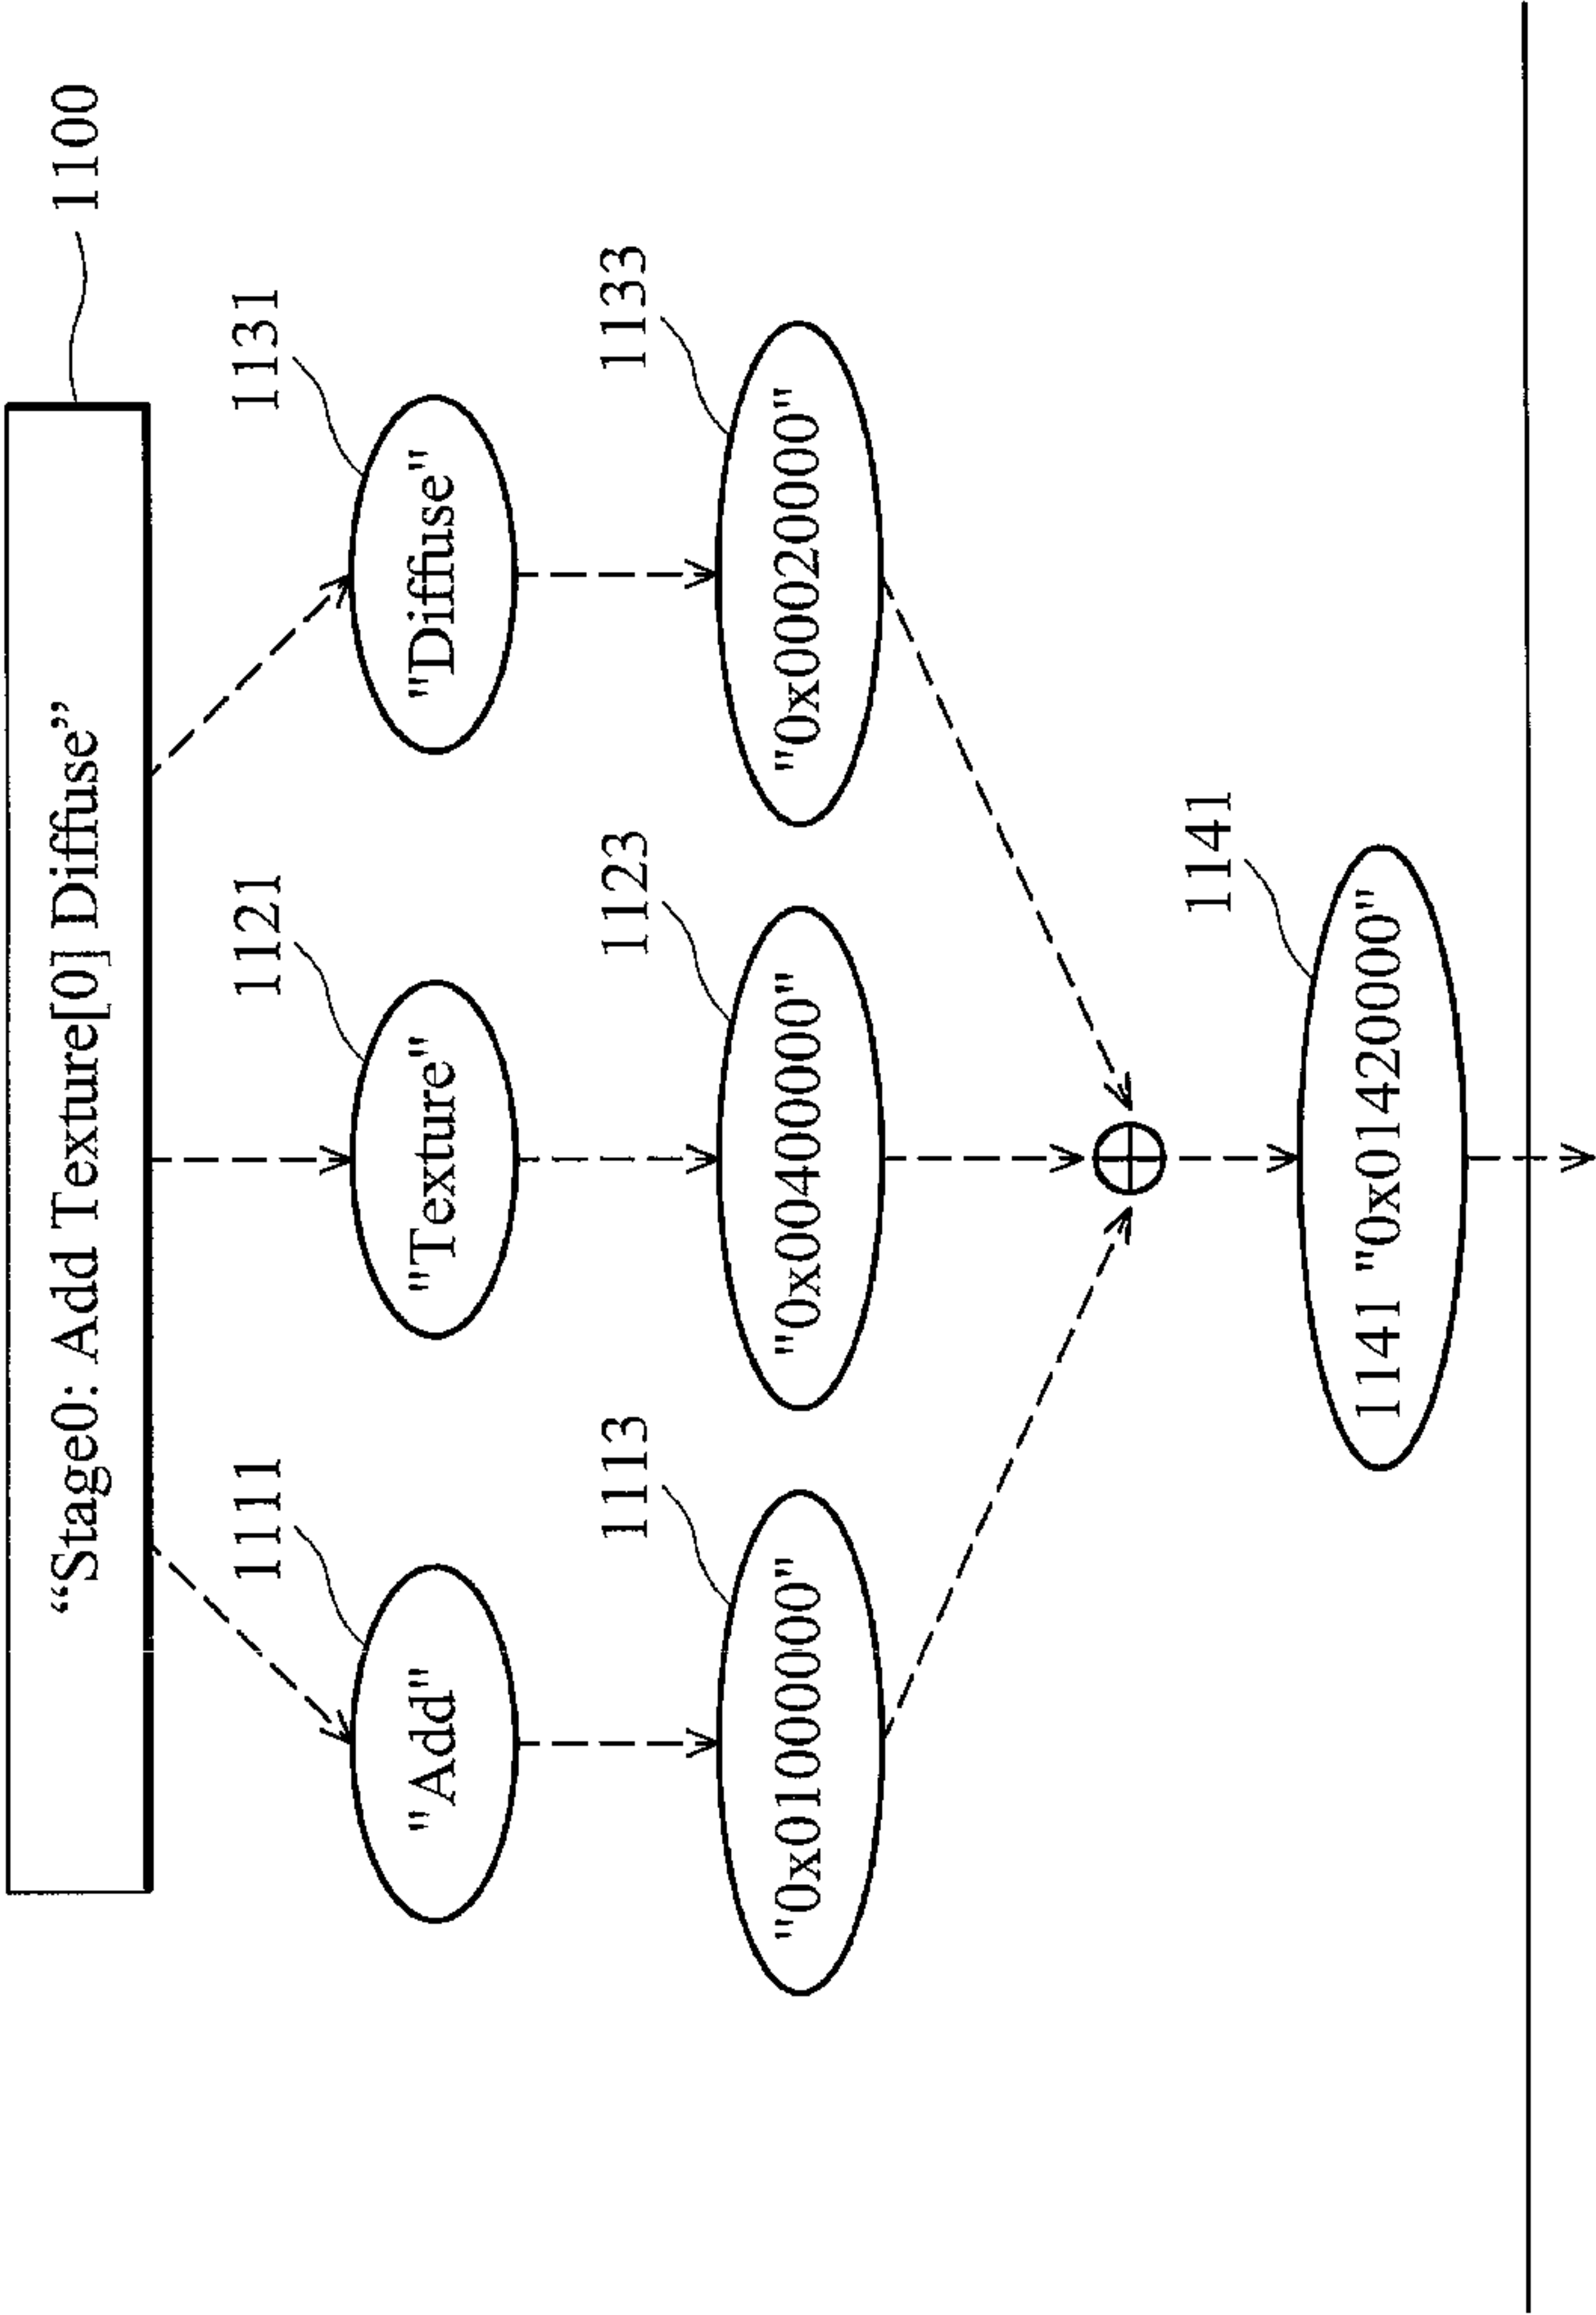 “Stage0: Add Texture[0] Diffuse”
1100
1111
1121
1131
"Add"
"Texture"
"Diffuse"
1113
1123
1133
"0x01000000"
"0x00400000"
"0x00020000"
1141
1141 "0x01420000"